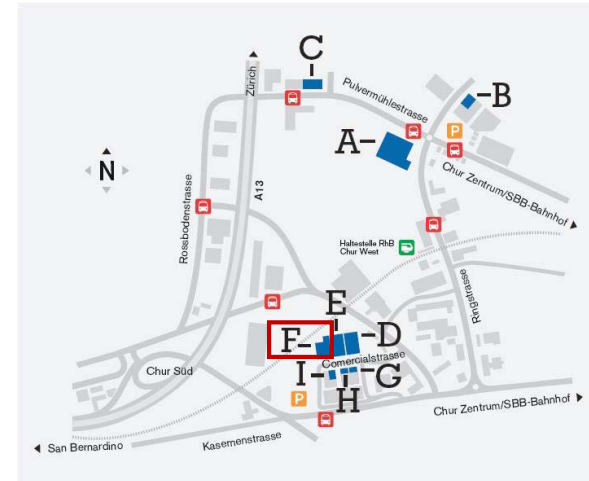 C
Zürich
Pulvermühlestrasse
B
P
A
N
A13
Rossbodenstrasse
Chur Zentrum/SBB-Bahnhof
Haltestelle RhB
Chur West
Ringstrasse
E
F
D
Comercialstrasse
I
G
H
Chur Süd
P
Chur Zentrum/SBB-Bahnhof
San Bernardino
Kasernenstrasse